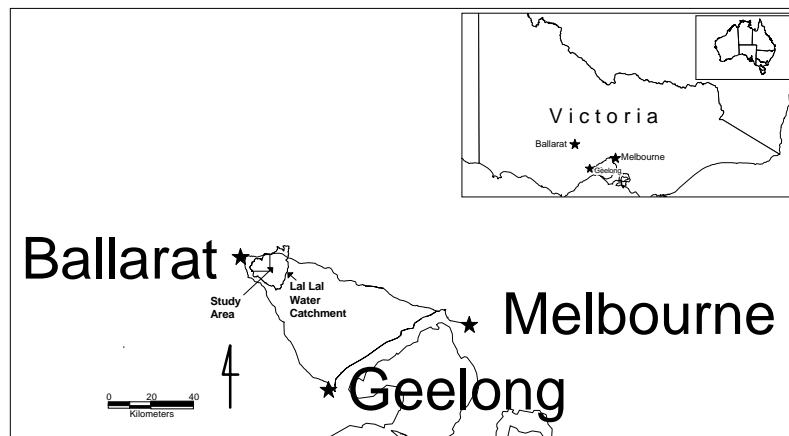 Victoria
Ballarat
Melbourne
Geelong
Ballarat
Lal Lal
Water
Catchment
Study
Area
Melbourne
Geelong
0 20 40
Kilometers